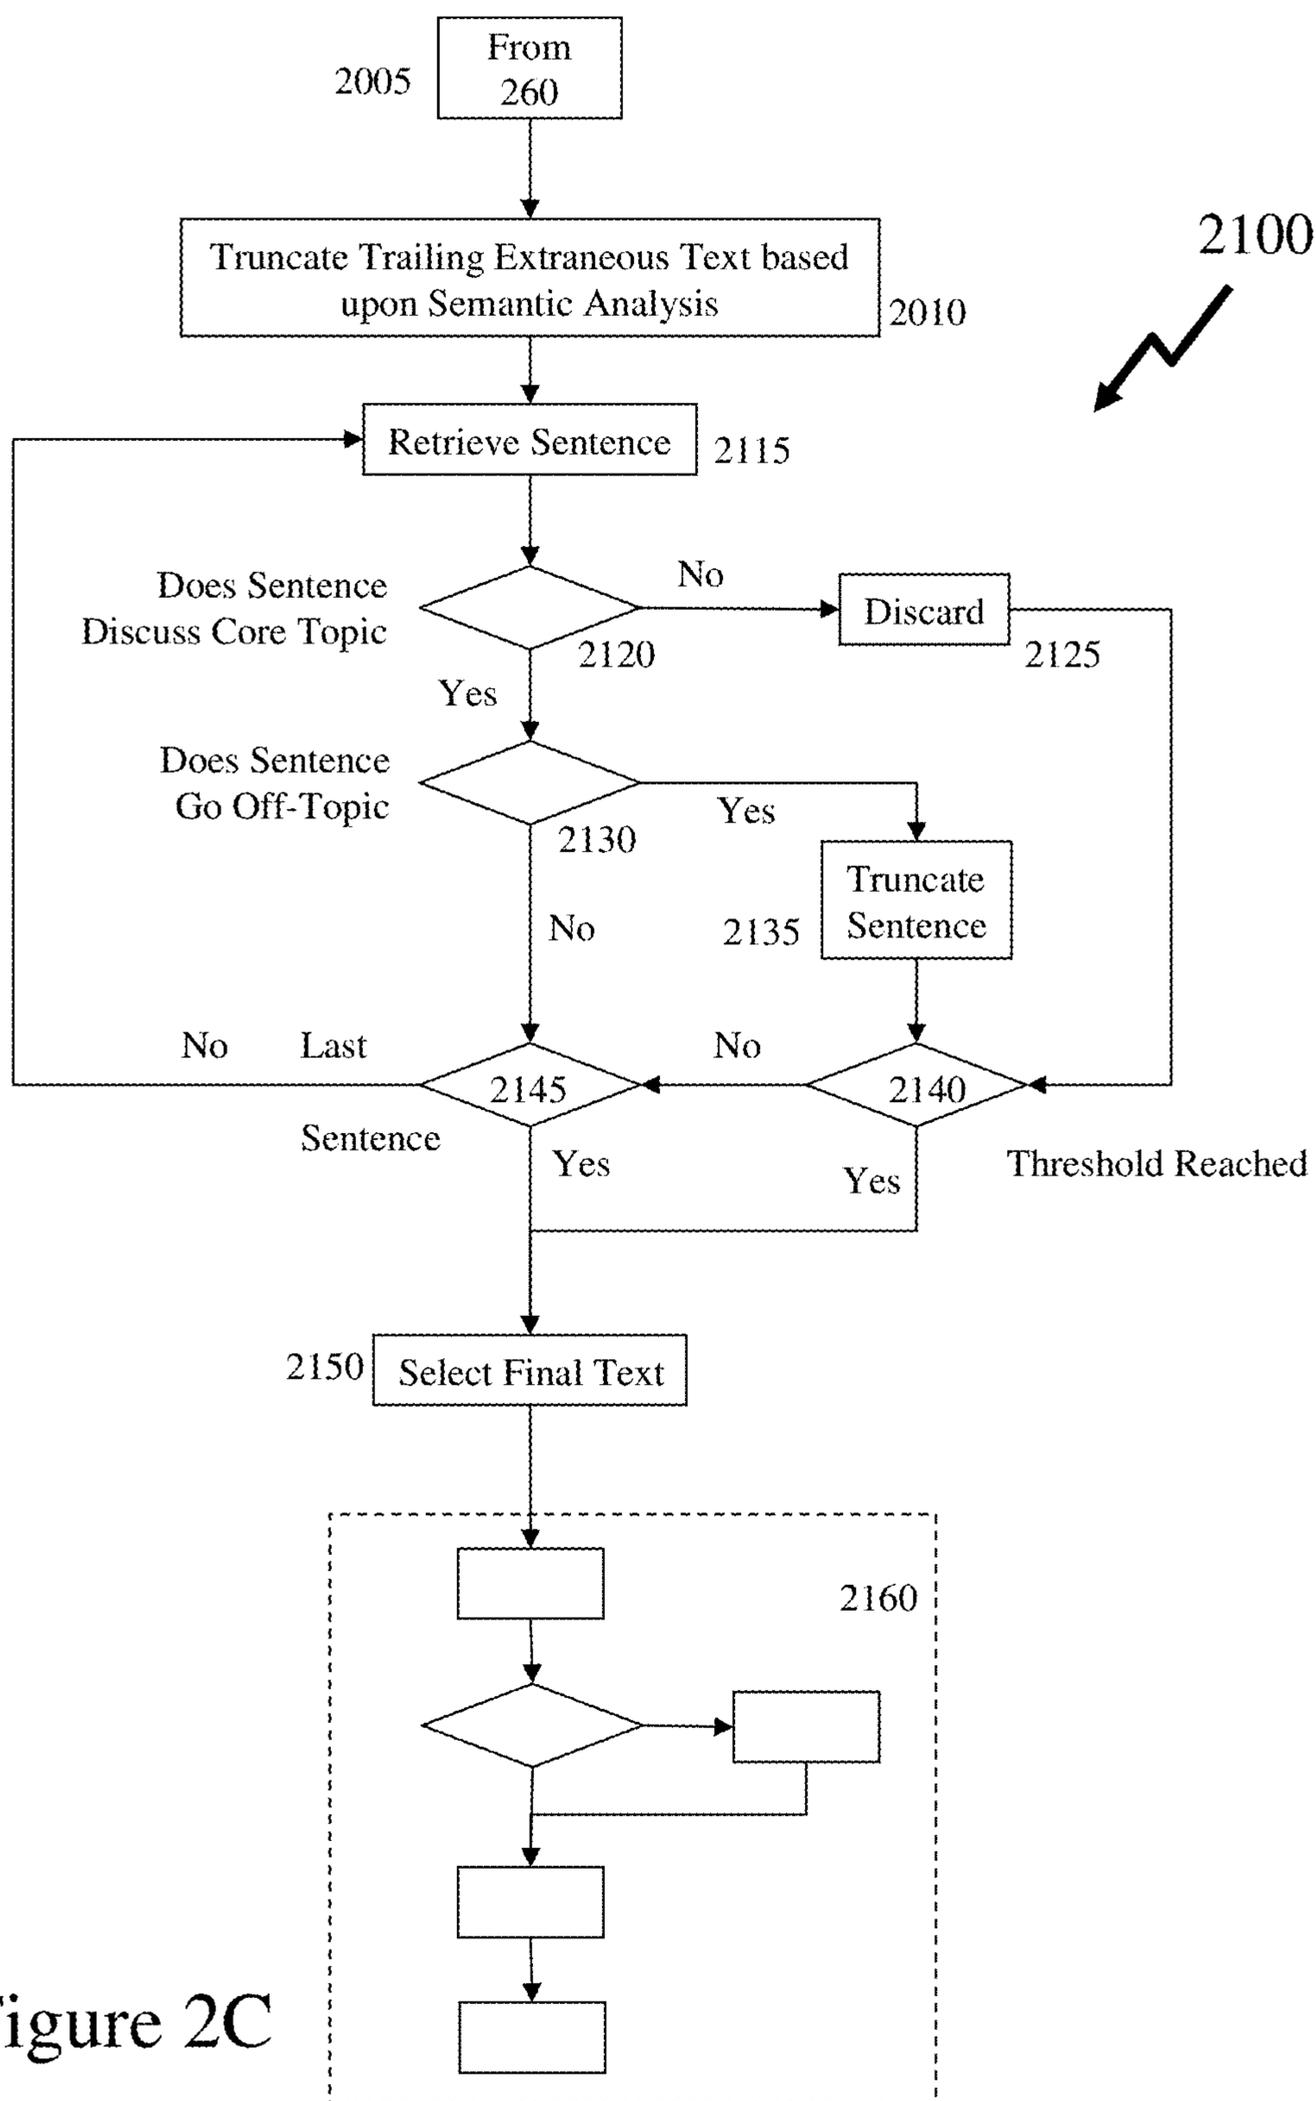 From
260
2005
Truncate Trailing Extraneous Text based
upon Semantic Analysis
2010
2100
Retrieve Sentence
2115
Does Sentence
Discuss Core Topic
No
2120
Discard
2125
Yes
Does Sentence
Go Off-Topic
Yes
2130
Truncate
Sentence
2135
No
No
Last
No
2145
2140
Sentence
Yes
Yes
Threshold Reached
2150
Select Final Text
2160
igure 2C